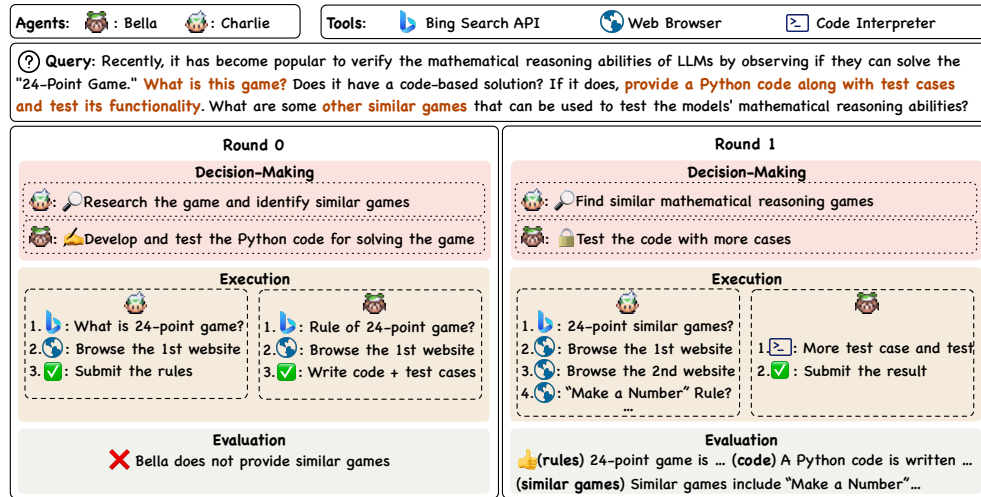 Agents: : Bella : Charlie
Tools: Bing Search API Web Browser Code Interpreter
Query: Recently, it has become popular to verify the mathematical reasoning abilities of LLMs by observing if they can solve the
"24-Point Game." What is this game? Does it have a code-based solution? If it does, provide a Python code along with test cases
and test its functionality. What are some other similar games that can be used to test the models' mathematical reasoning abilities?
Round 0
Decision-Making
: Research the game and identify similar games
: Develop and test the Python code for solving the game
Execution
1. : What is 24-point game?
2. : Browse the 1st website
3. : Submit the rules
1. : Rule of 24-point game?
2. : Browse the 1st website
3. : Write code + test cases
Evaluation
Bella does not provide similar games
Round 1
Decision-Making
: Find similar mathematical reasoning games
: Test the code with more cases
Execution
1. : 24-point similar games?
2. : Browse the 1st website
3. : Browse the 2nd website
4. : “Make a Number” Rule?
...
1. : More test case and test
2. : Submit the result
Evaluation
(rules) 24-point game is ... (code) A Python code is written ...
(similar games) Similar games include “Make a Number”...